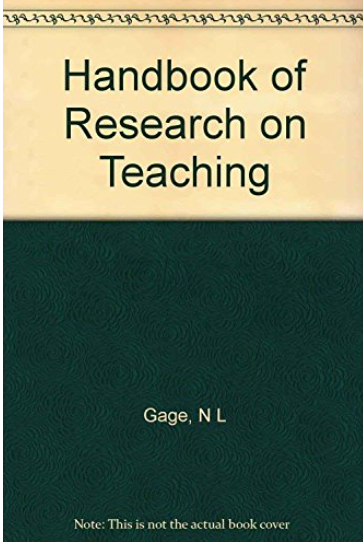 Handbook of
Research on
Teaching
Gage, N L
Note: This is not the actual book cover